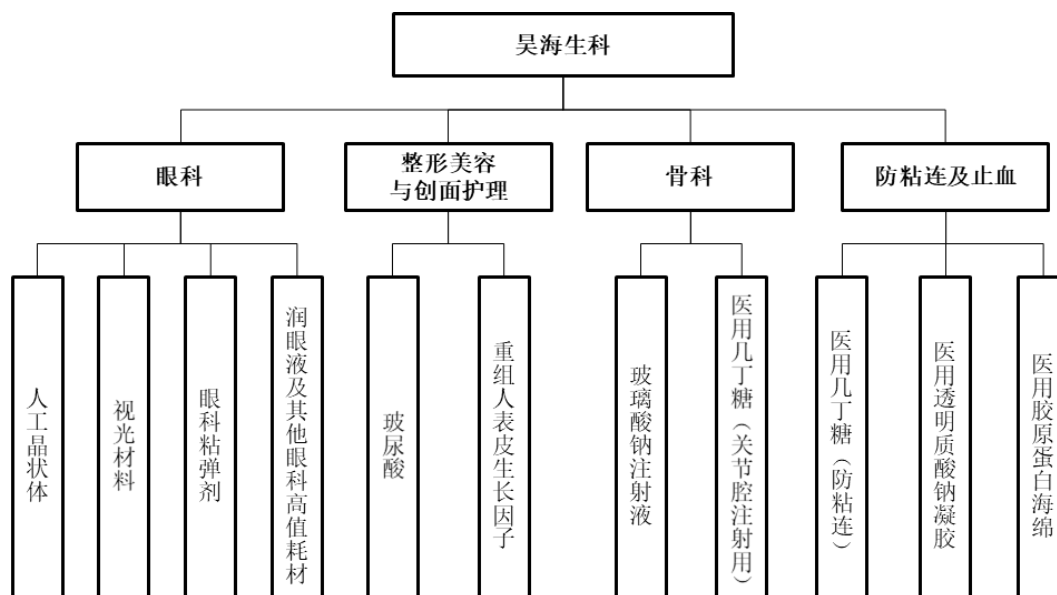 昊海生科
眼科
整形美容
与创面护理
骨科
防粘连及止血
人工晶状体
视光材料
眼科粘弹剂
润眼液及其他眼科高值耗材
玻尿酸
重组人表皮生长因子
玻璃酸钠注射液
医用几丁糖（关节腔注射用）
医用几丁糖（防粘连）
医用透明质酸钠凝胶
医用胶原蛋白海绵